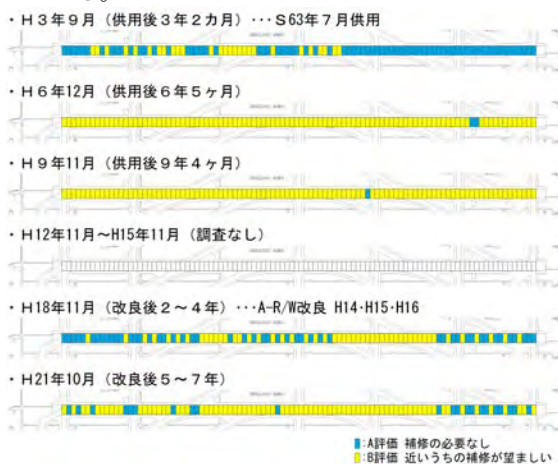 ・H3年9月（供用後3年2カ月）･･･S63年7月供用
・H6年12月（供用後6年5ヶ月）
・H9年11月（供用後9年4ヶ月）
・H12年11月～H15年11月（調査なし）
・H18年11月（改良後2～4年）･･･A-R/W改良 H14･H15･H16
・H21年10月（改良後5～7年）
:A評価 補修の必要なし
:B評価 近いうちの補修が望ましい